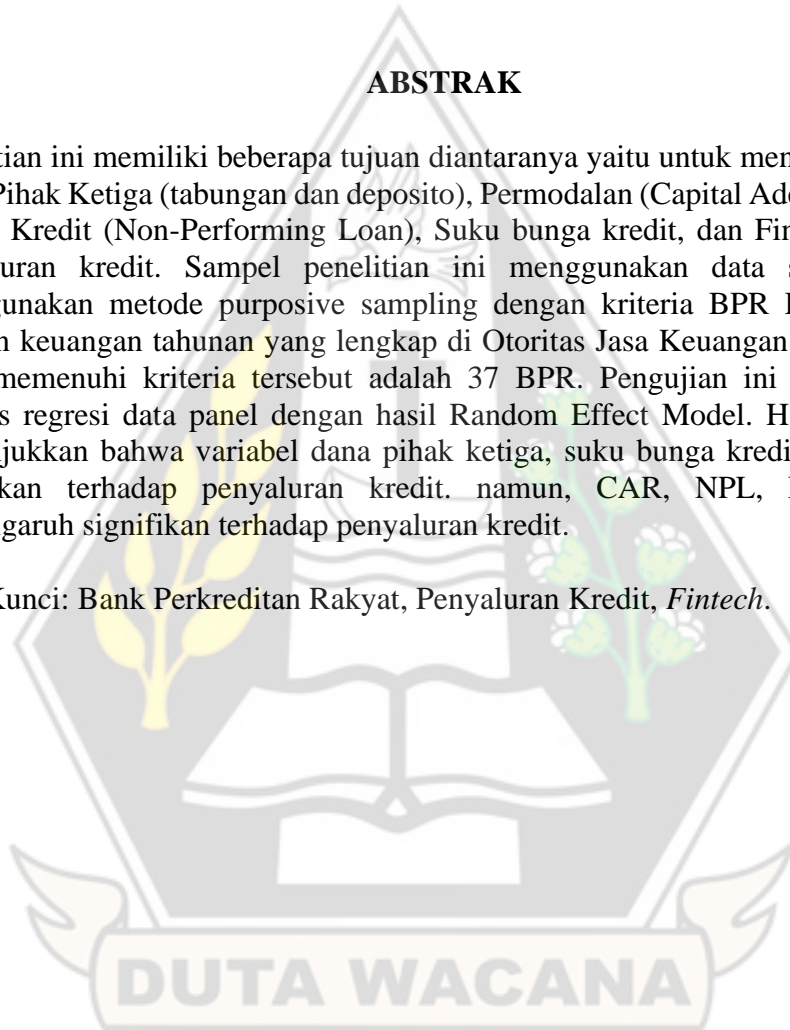 ABSTRAK
tian ini memiliki beberapa tujuan diantaranya yaitu untuk men
Pihak Ketiga (tabungan dan deposito), Permodalan (Capital Ade
Kredit (Non-Performing Loan), Suku bunga kredit, dan Fin
uran kredit. Sampel penelitian ini menggunakan data s
gunakan metode purposive sampling dengan kriteria BPR
n keuangan tahunan yang lengkap di Otoritas Jasa Keuangan
memenuhi kriteria tersebut adalah 37 BPR. Pengujian ini
s regresi data panel dengan hasil Random Effect Model. H
jukkan bahwa variabel dana pihak ketiga, suku bunga kredi
kan terhadap penyaluran kredit. namun, CAR, NPL,
ngaruh signifikan terhadap penyaluran kredit.
Kunci: Bank Perkreditan Rakyat, Penyaluran Kredit, Fintech.
DUTA WACANA